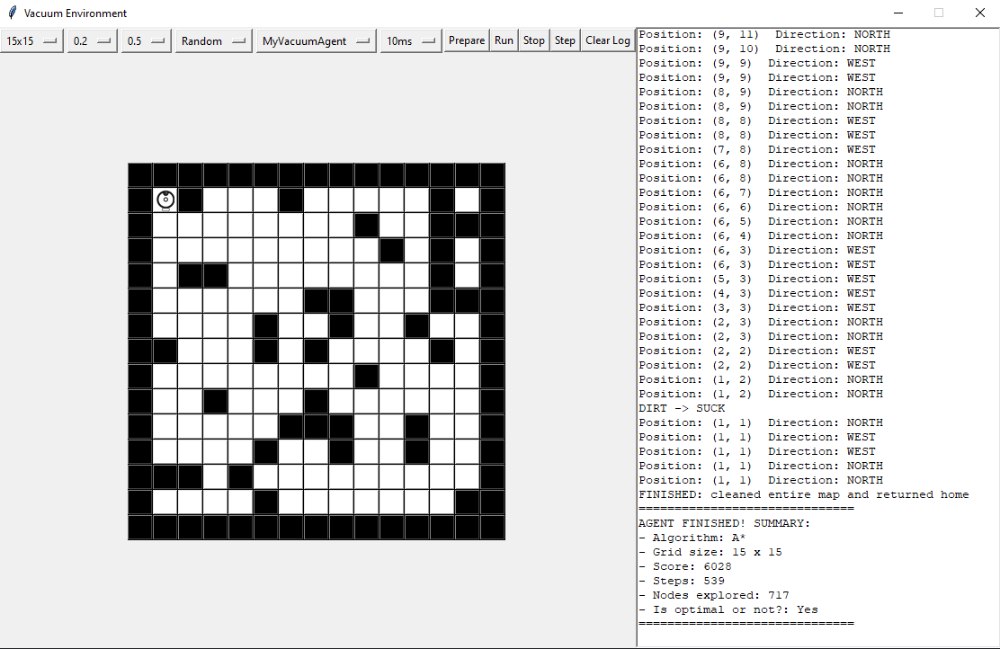 Vacuum Environment
15x15 0.2 0.5 Random MyVacuumAgent 10ms Prepare Run Stop Step Clear Log
Position: (9, 11)  Direction: NORTH
Position: (9, 10)  Direction: NORTH
Position: (9, 9)  Direction: WEST
Position: (9, 9)  Direction: WEST
Position: (8, 9)  Direction: NORTH
Position: (8, 9)  Direction: NORTH
Position: (8, 8)  Direction: WEST
Position: (8, 8)  Direction: WEST
Position: (7, 8)  Direction: WEST
Position: (6, 8)  Direction: NORTH
Position: (6, 8)  Direction: NORTH
Position: (6, 7)  Direction: NORTH
Position: (6, 6)  Direction: NORTH
Position: (6, 5)  Direction: NORTH
Position: (6, 4)  Direction: NORTH
Position: (6, 3)  Direction: WEST
Position: (6, 3)  Direction: WEST
Position: (5, 3)  Direction: WEST
Position: (4, 3)  Direction: WEST
Position: (3, 3)  Direction: WEST
Position: (2, 3)  Direction: NORTH
Position: (2, 3)  Direction: NORTH
Position: (2, 2)  Direction: WEST
Position: (2, 2)  Direction: WEST
Position: (1, 2)  Direction: NORTH
Position: (1, 2)  Direction: NORTH
DIRT -> SUCK
Position: (1, 1)  Direction: NORTH
Position: (1, 1)  Direction: WEST
Position: (1, 1)  Direction: WEST
Position: (1, 1)  Direction: NORTH
Position: (1, 1)  Direction: NORTH
FINISHED: cleaned entire map and returned home
==============================
AGENT FINISHED! SUMMARY:
- Algorithm: A*
- Grid size: 15 x 15
- Score: 6028
- Steps: 539
- Nodes explored: 717
- Is optimal or not?: Yes
==============================